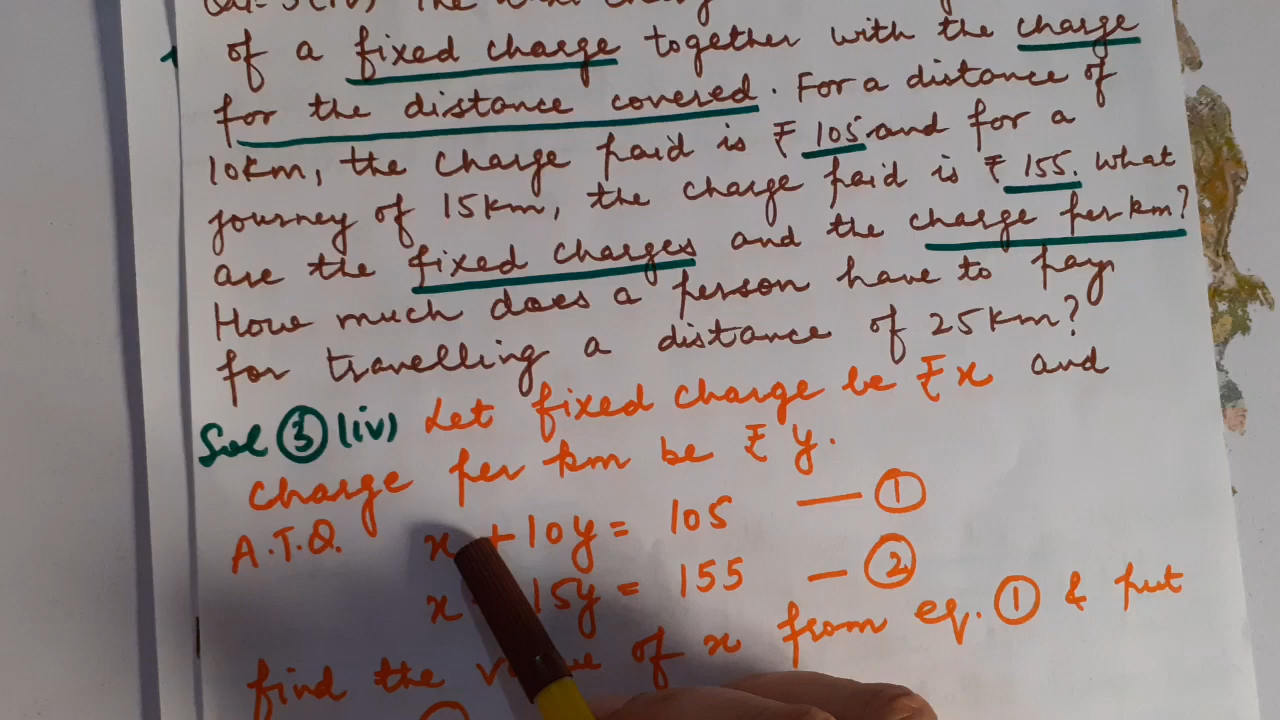 of a fixed charge together with the charge
for the distance covered. For a distance of
10Km, the charge paid is ₹ 105 and for a
journey of 15Km, the charge paid is ₹ 155. What
are the fixed charges and the charge per km?
How much does a person have to pay
for travelling a distance of 25Km?
Sol ③ (iv) Let fixed charge be ₹ x and
charge per km be ₹ y.
A.T.Q. x + 10y = 105 — ①
x 15y = 155 — ②
find the of x from eq. ① & put